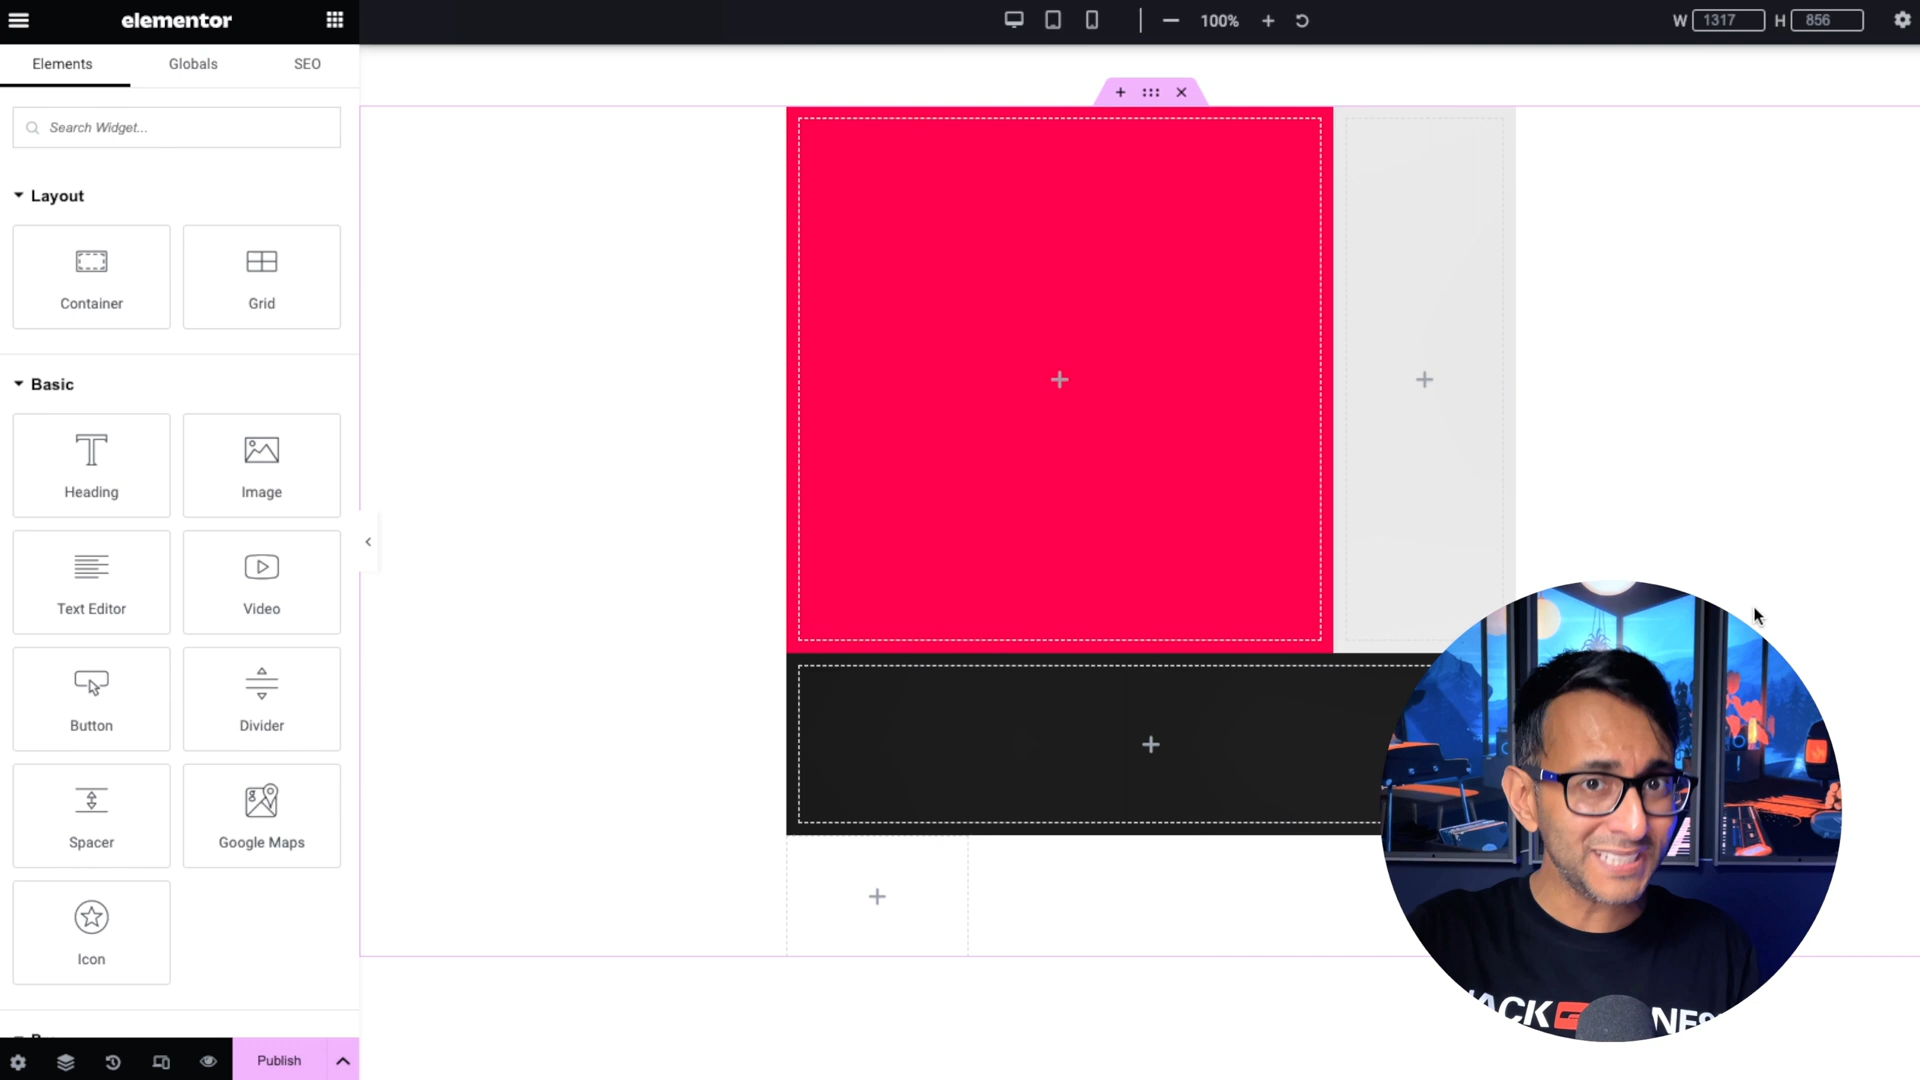 elementor
100%
W 1317 H 856
Elements Globals SEO
Search Widget...
Layout
Container Grid
Basic
Heading Image
Text Editor Video
Button Divider
Spacer Google Maps
Icon
Publish